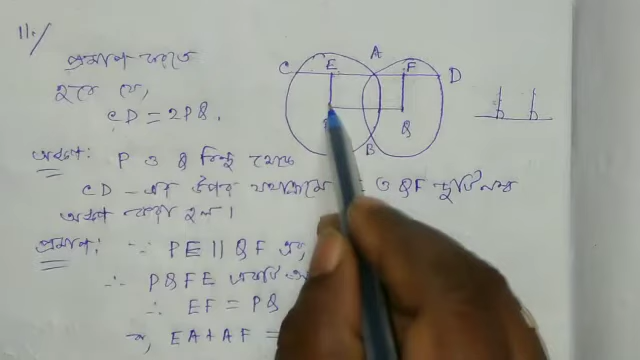 11./
প্রমাণ করতে
হবে যে,
CD = 2PQ.
C E A F D
Q
B
অঙ্কন: P ও Q বিন্দু থেকে
CD -এর উপর যথাক্রমে ও QF দুটি লম্ব
অঙ্কন করা হল।
প্রমাণ: ∵ PE || QF
∴ PQFE একটি
∴ EF = PQ
বা, EA + AF =